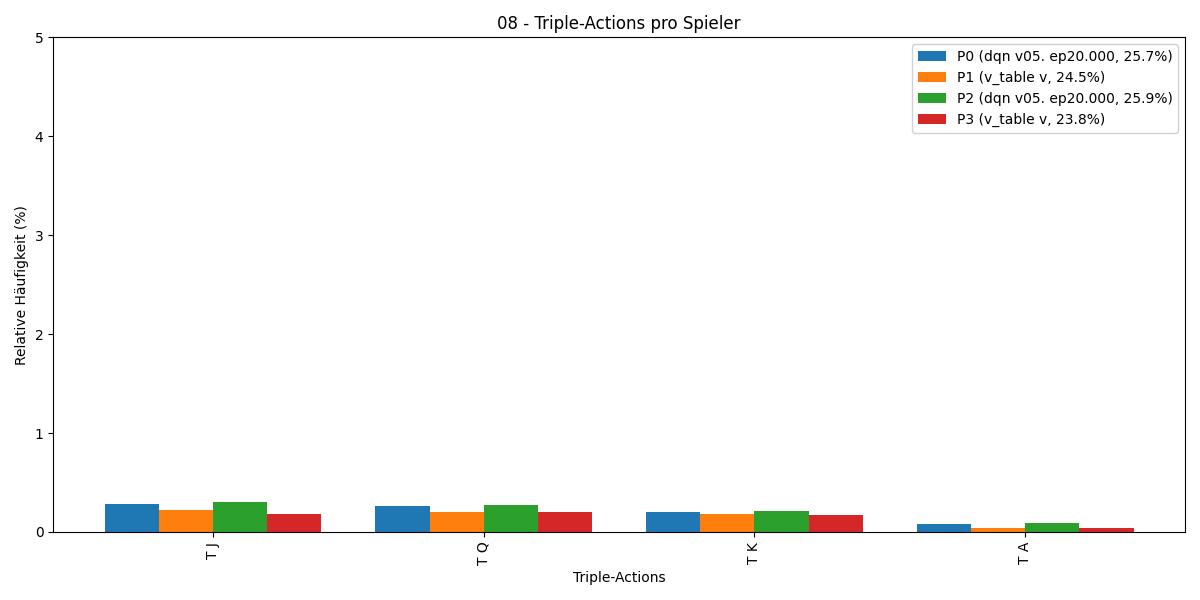 08 - Triple-Actions pro Spieler
P0 (dqn v05. ep20.000, 25.7%)
P1 (v_table v, 24.5%)
P2 (dqn v05. ep20.000, 25.9%)
P3 (v_table v, 23.8%)
Relative Häufigkeit (%)
5
4
3
2
1
0
T J
T Q
T K
T A
Triple-Actions